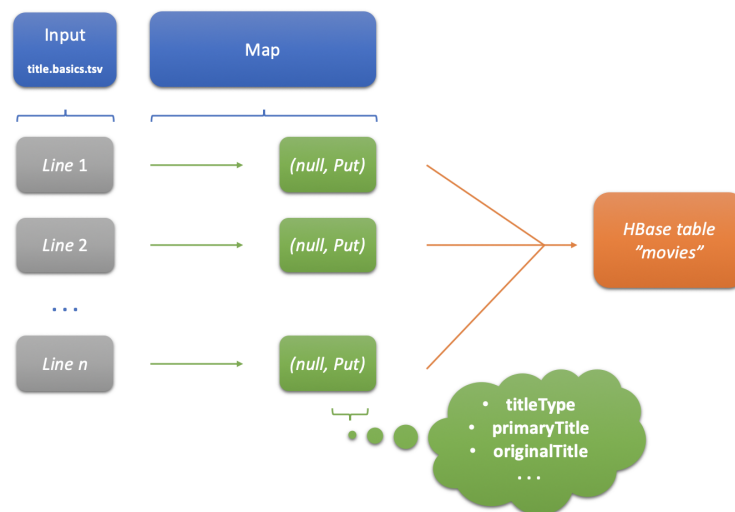 Input
title.basics.tsv
Map
Line 1
(null, Put)
Line 2
(null, Put)
HBase table
”movies”
...
Line n
(null, Put)
• titleType
• primaryTitle
• originalTitle
...